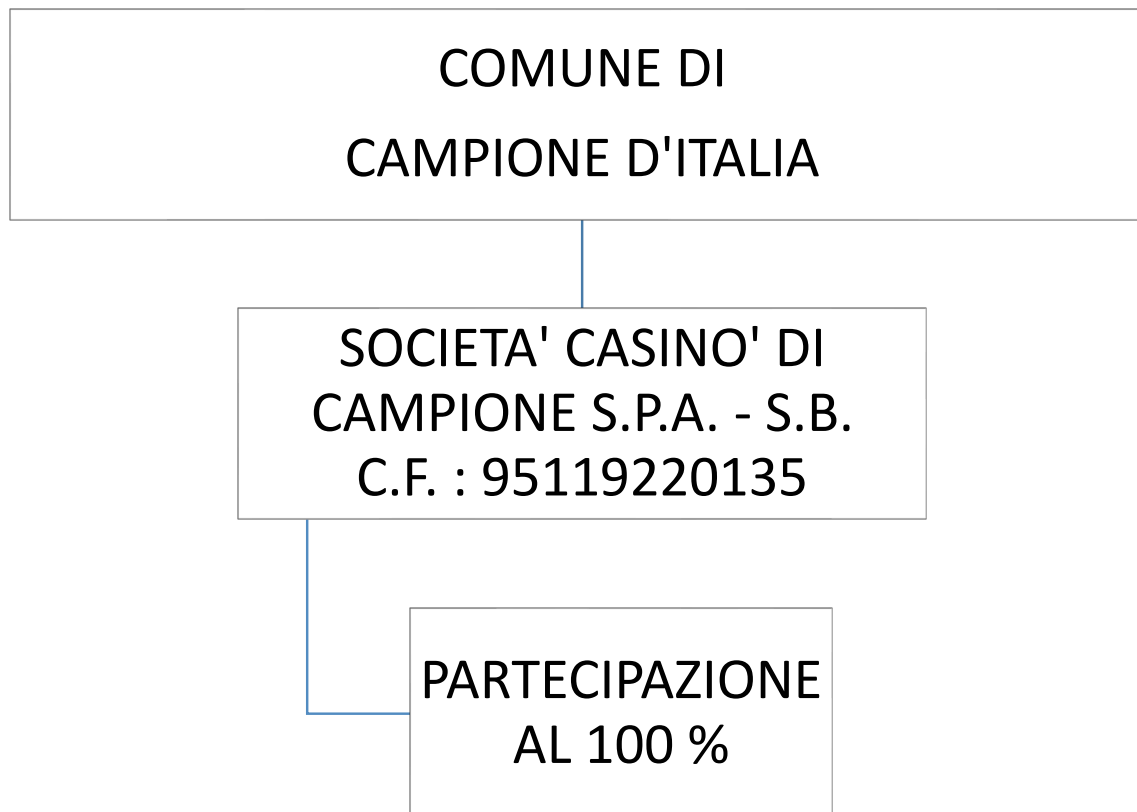 COMUNE DI
CAMPIONE D'ITALIA
SOCIETA' CASINO' DI
CAMPIONE S.P.A. - S.B.
C.F. : 95119220135
PARTECIPAZIONE
AL 100 %